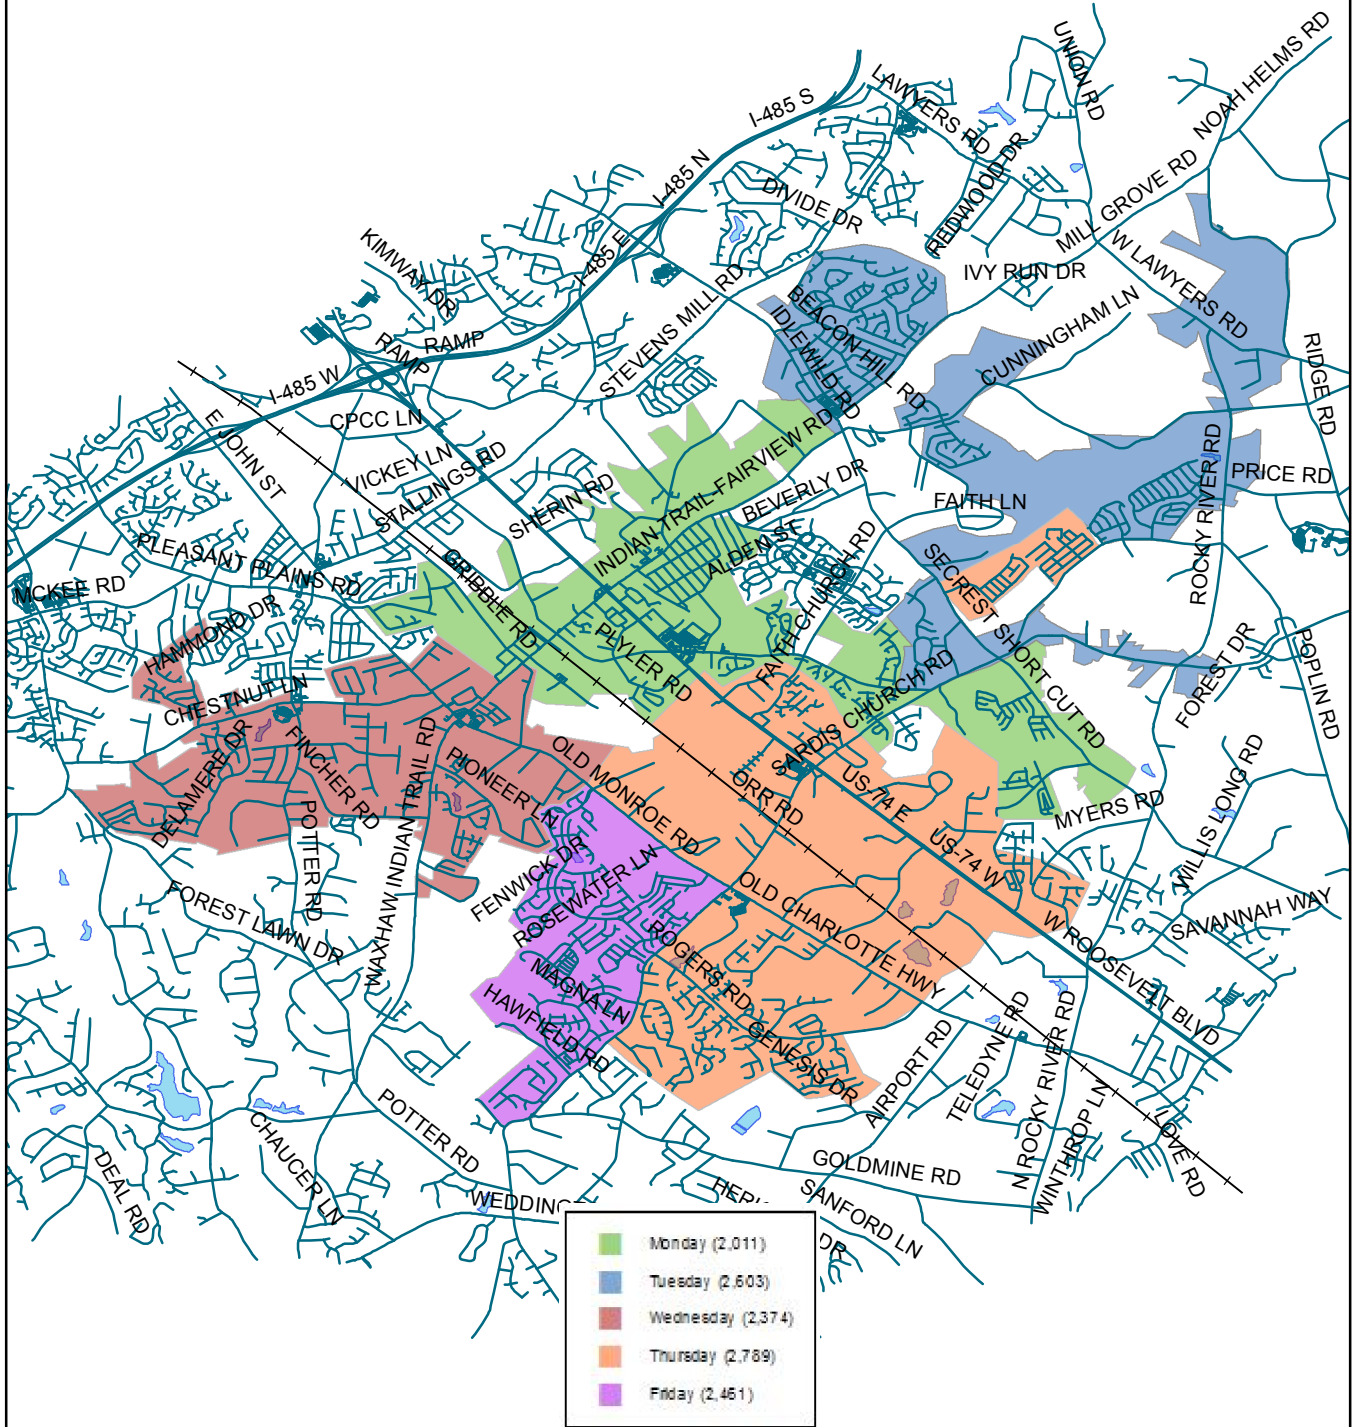 UNION RD
NOAH HELMS RD
LAWYERS RD
I-485 S
REDWOOD DR
I-485 N
DIVIDE DR
MILL GROVE RD
KIMWAY DR
I-485 E
W LAWYERS RD
IVY RUN DR
STEVENS MILL RD
BEACON HILL RD
CUNNINGHAM LN
IDLEWILD RD
RAMP
RAMP
RIDGE RD
I-485 W
CPCC LN
E JOHN ST
INDIAN TRAIL-FAIRVIEW RD
VICKEY LN
STALLINGS RD
SHERIN RD
BEVERLY DR
PRICE RD
ROCKY RIVER RD
FAITH LN
ALDEN ST
PLEASANT PLAINS RD
GRIBBLE RD
FAITH CHURCH RD
SECREST SHORT CUT RD
MCKEE RD
HAMMOND DR
PLYLER RD
FOREST DR
POPLIN RD
CHESTNUT LN
SARDIS CHURCH RD
DELAMERE DR
FINCHER RD
WAXHAW INDIAN TRAIL RD
PIONEER LN
OLD MONROE RD
ORR RD
US-74 E
MYERS RD
WILLIS LONG RD
POTTER RD
US-74 W
FENWICK DR
ROSEWATER LN
OLD CHARLOTTE HWY
FOREST LAWN DR
SAVANNAH WAY
W ROOSEVELT BLVD
ROGERS RD
MAGNA LN
HAWFIELD RD
GENESIS DR
AIRPORT RD
TELEDYNE RD
N ROCKY RIVER RD
WINTHROP LN
LOVE RD
POTTER RD
CHAUCER LN
DEAL RD
GOLDMINE RD
SANFORD LN
DR
Monday (2,011)
Tuesday (2,603)
Wednesday (2,374)
Thursday (2,789)
Friday (2,461)